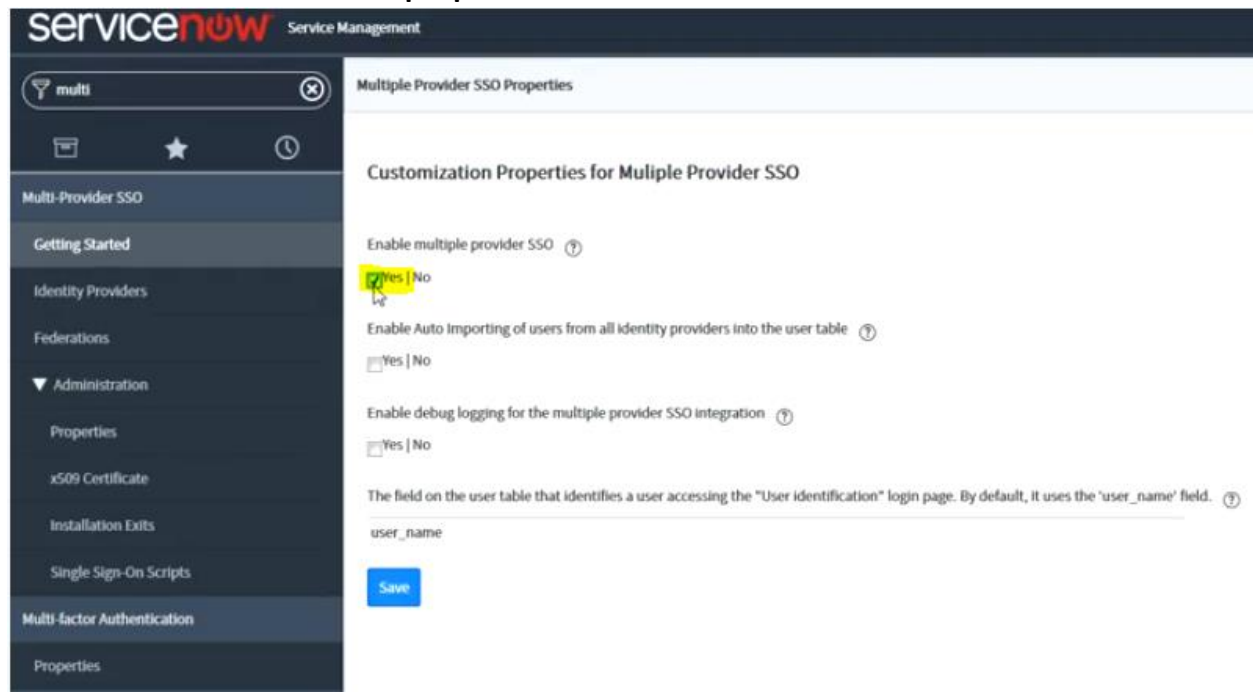 servicenow Service Management
multi
Multi-Provider SSO
Getting Started
Identity Providers
Federations
Administration
Properties
x509 Certificate
Installation Exits
Single Sign-On Scripts
Multi-factor Authentication
Properties
Multiple Provider SSO Properties
Customization Properties for Muliple Provider SSO
Enable multiple provider SSO ?
Yes | No
Enable Auto Importing of users from all identity providers into the user table ?
Yes | No
Enable debug logging for the multiple provider SSO integration ?
Yes | No
The field on the user table that identifies a user accessing the "User identification" login page. By default, it uses the 'user_name' field. ?
user_name
Save